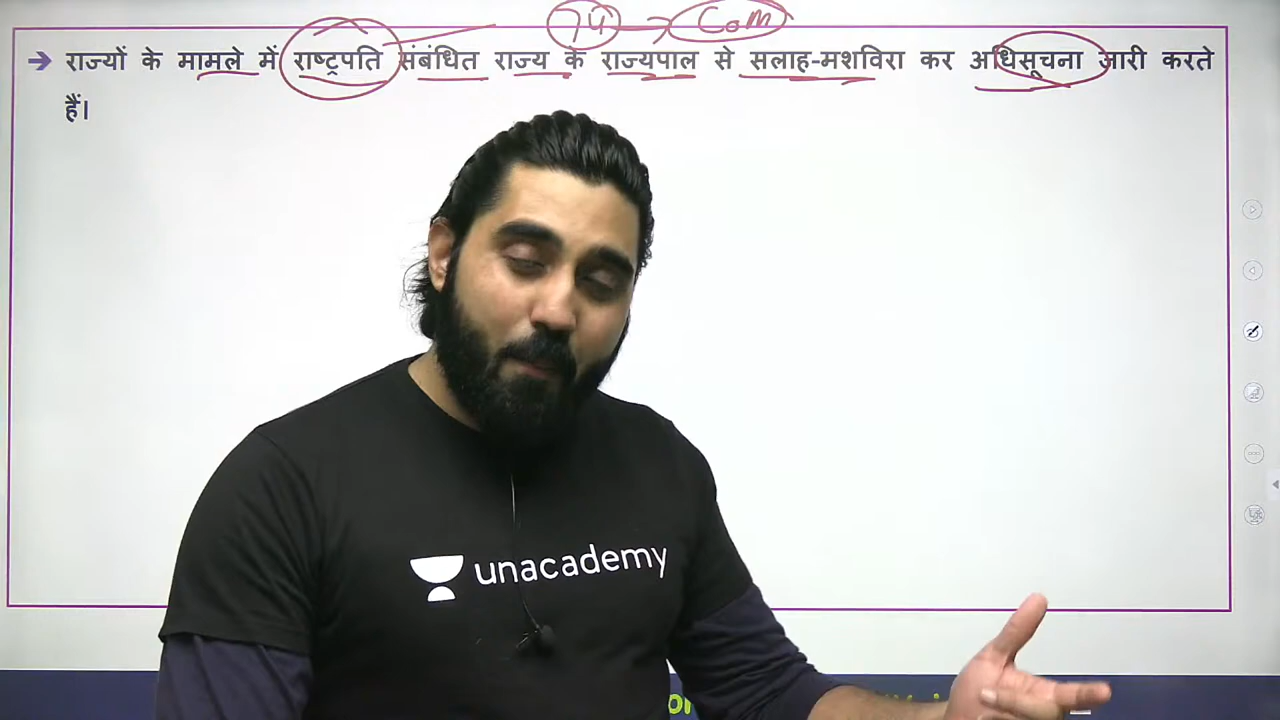 74 → CoM
→ राज्यों के मामले में राष्ट्रपति संबंधित राज्य के राज्यपाल से सलाह-मशविरा कर अधिसूचना जारी करते
हैं।
unacademy